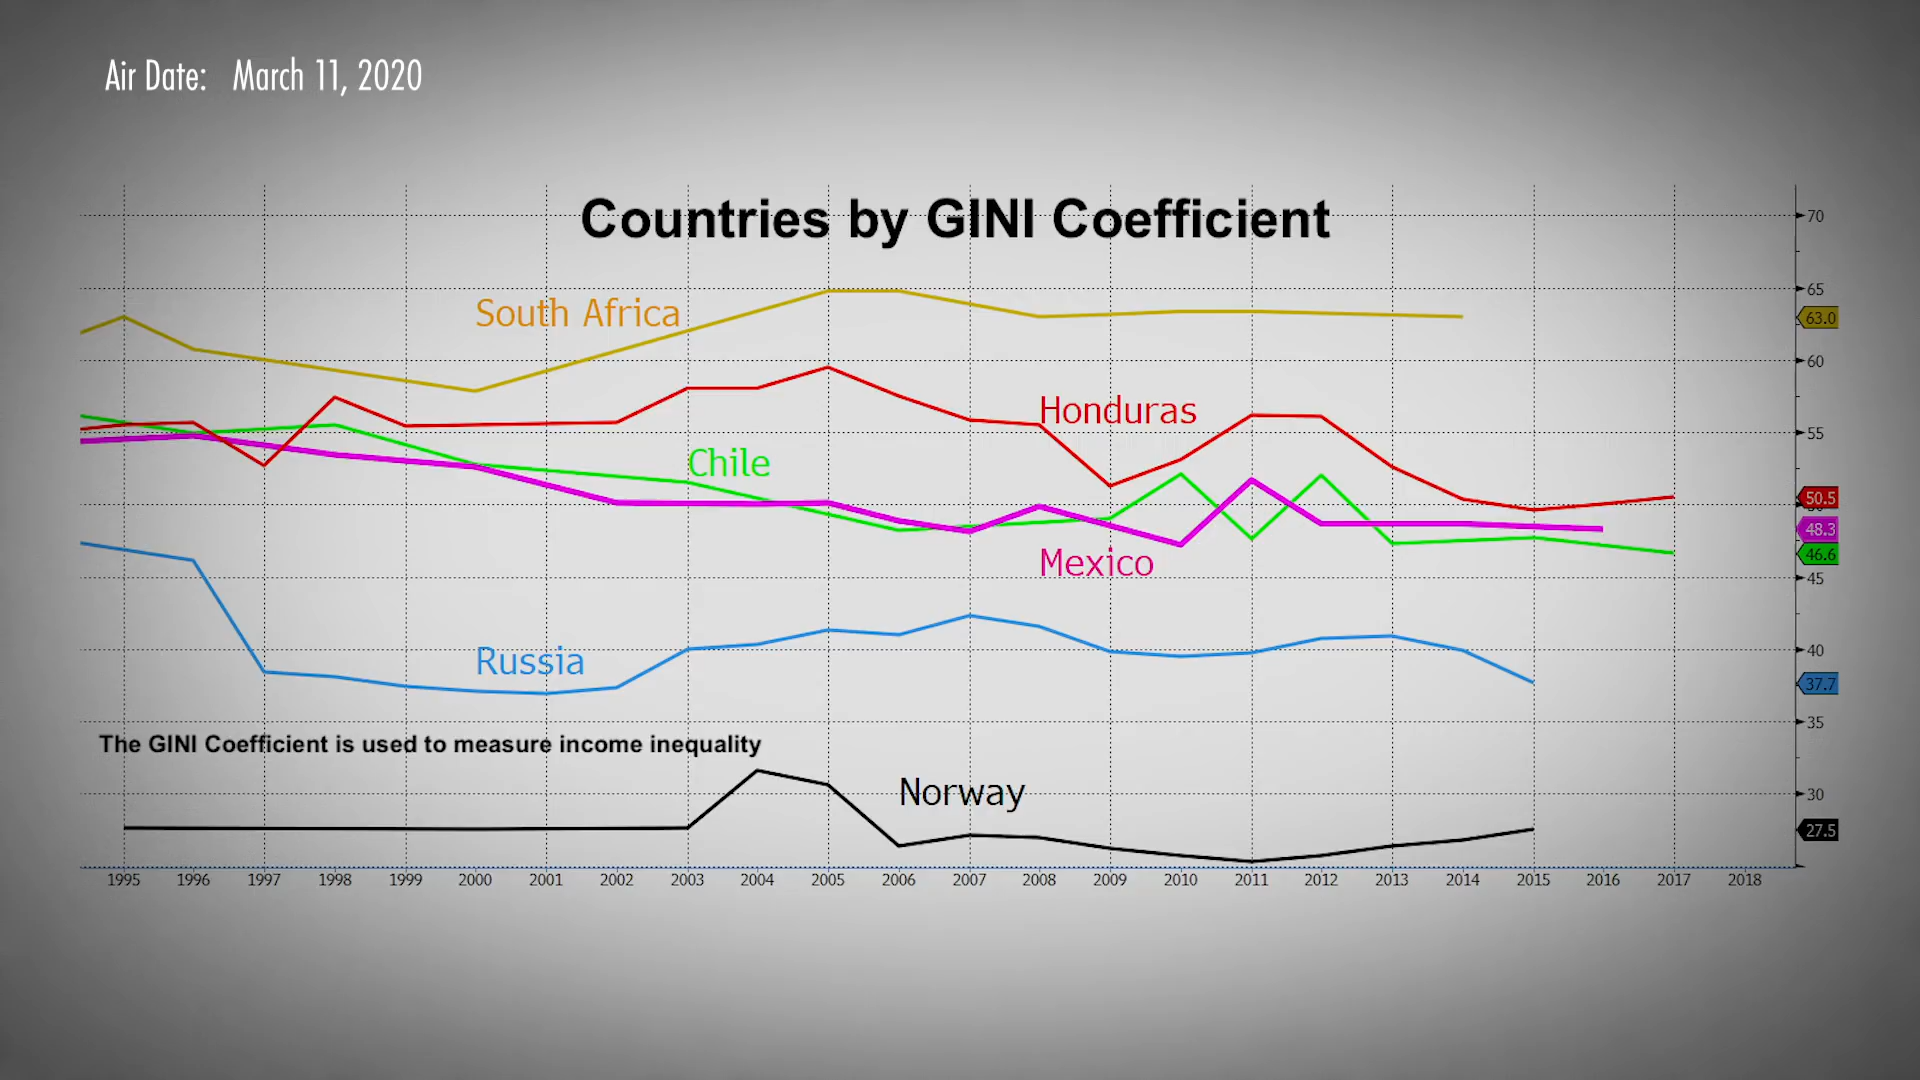 Air Date: March 11, 2020
Countries by GINI Coefficient
70
65
South Africa
63.0
60
Honduras
55
Chile
50.5
50
48.3
46.6
Mexico
45
Russia
40
37.7
35
The GINI Coefficient is used to measure income inequality
Norway
30
27.5
1995 1996 1997 1998 1999 2000 2001 2002 2003 2004 2005 2006 2007 2008 2009 2010 2011 2012 2013 2014 2015 2016 2017 2018